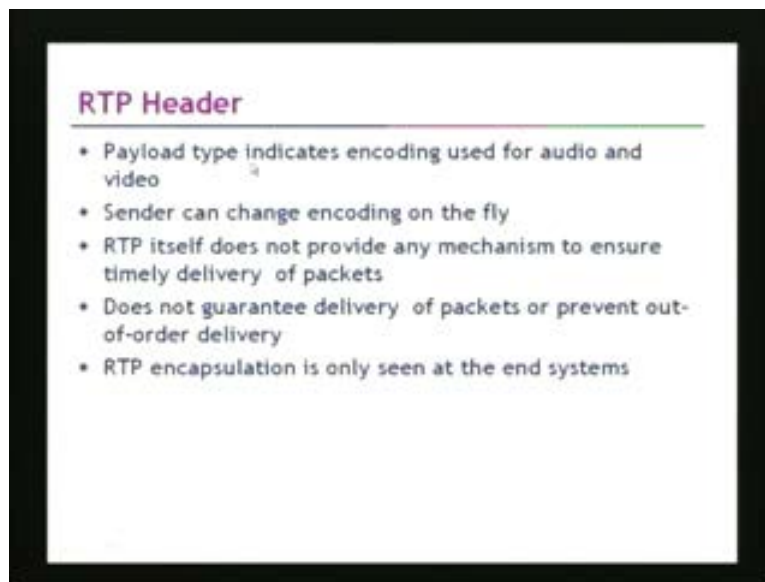 RTP Header
• Payload type indicates encoding used for audio and
video
• Sender can change encoding on the fly
• RTP itself does not provide any mechanism to ensure
timely delivery of packets
• Does not guarantee delivery of packets or prevent out-
of-order delivery
• RTP encapsulation is only seen at the end systems